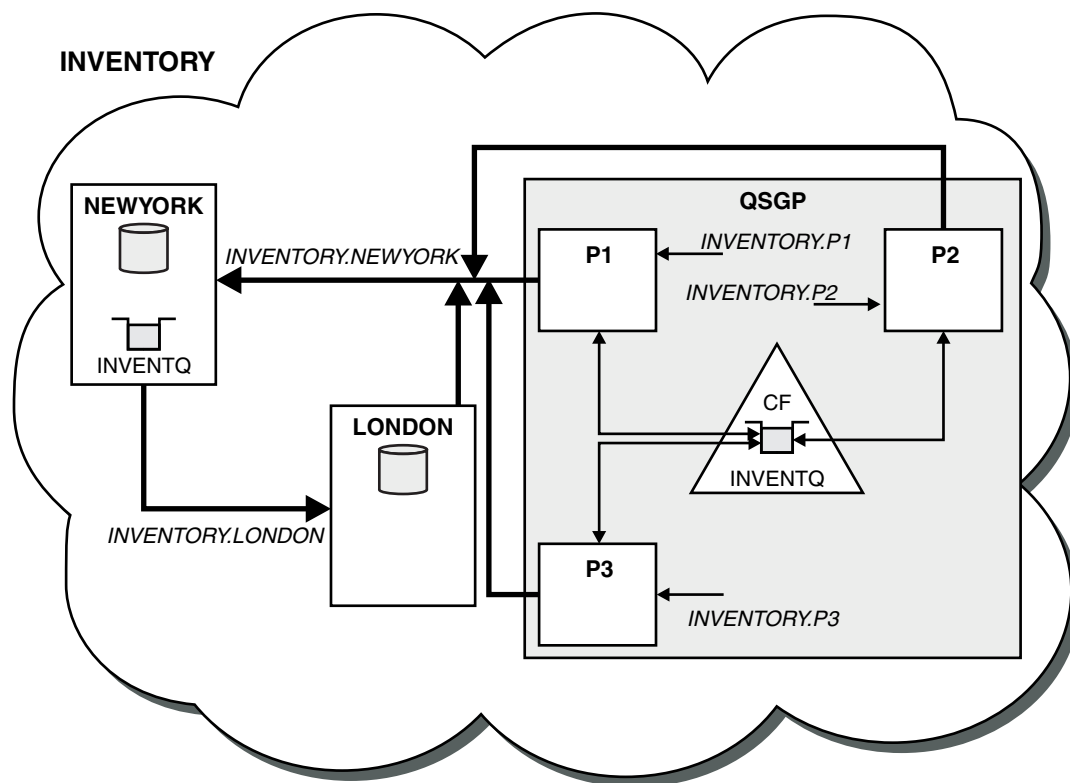 INVENTORY
NEWYORK
INVENTQ
INVENTORY.NEWYORK
LONDON
INVENTORY.LONDON
QSGP
P1
INVENTORY.P1
P2
INVENTORY.P2
CF
INVENTQ
P3
INVENTORY.P3